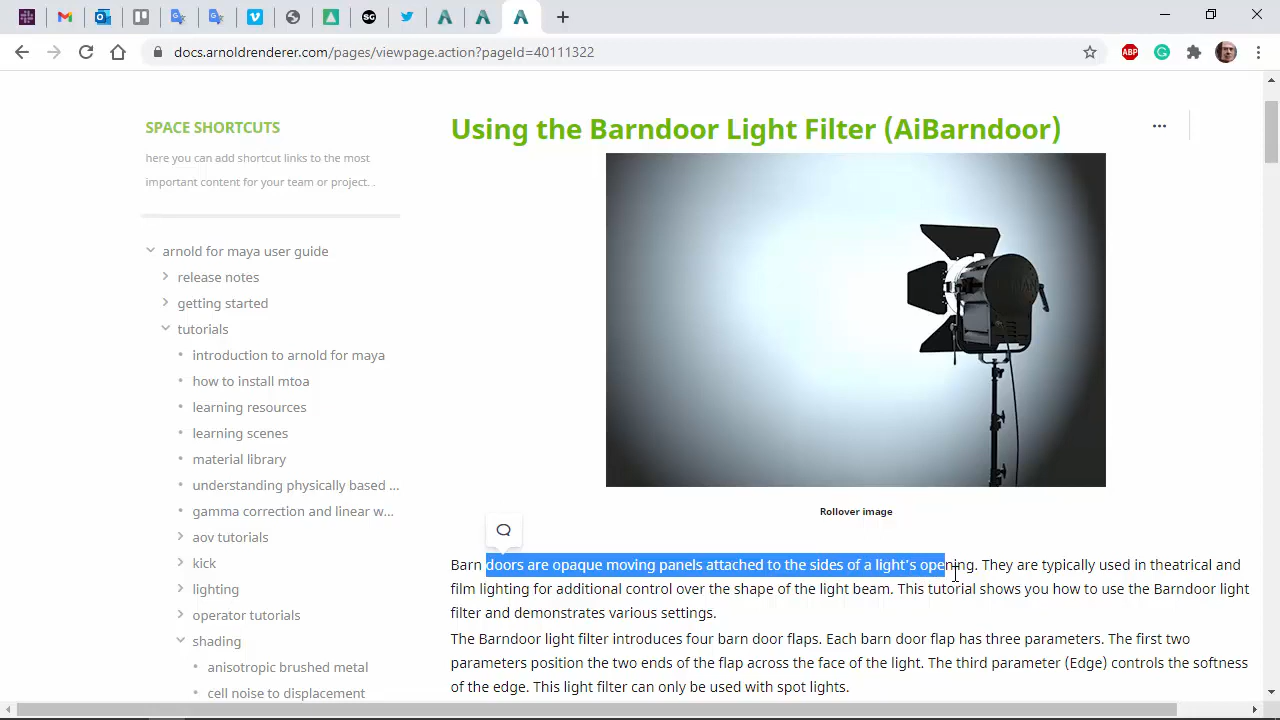 docs.arnoldrenderer.com/pages/viewpage.action?pageId=40111322
SPACE SHORTCUTS
here you can add shortcut links to the most
important content for your team or project. .
arnold for maya user guide
release notes
getting started
tutorials
introduction to arnold for maya
how to install mtoa
learning resources
learning scenes
material library
understanding physically based ...
gamma correction and linear w...
aov tutorials
kick
lighting
operator tutorials
shading
anisotropic brushed metal
cell noise to displacement
Using the Barndoor Light Filter (AiBarndoor)
Rollover image
Barn doors are opaque moving panels attached to the sides of a light's opening. They are typically used in theatrical and
film lighting for additional control over the shape of the light beam. This tutorial shows you how to use the Barndoor light
filter and demonstrates various settings.
The Barndoor light filter introduces four barn door flaps. Each barn door flap has three parameters. The first two
parameters position the two ends of the flap across the face of the light. The third parameter (Edge) controls the softness
of the edge. This light filter can only be used with spot lights.